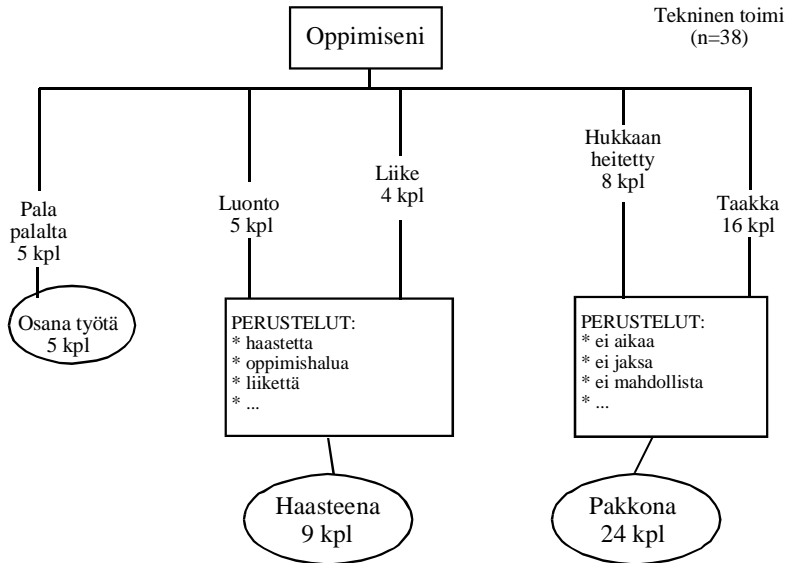 Oppimiseni
Tekninen toimi
(n=38)
Pala
palalta
5 kpl
Luonto
5 kpl
Liike
4 kpl
Hukkaan
heitetty
8 kpl
Taakka
16 kpl
Osana työtä
5 kpl
PERUSTELUT:
* haastetta
* oppimishalua
* liikettä
* ...
PERUSTELUT:
* ei aikaa
* ei jaksa
* ei mahdollista
* ...
Haasteena
9 kpl
Pakkona
24 kpl